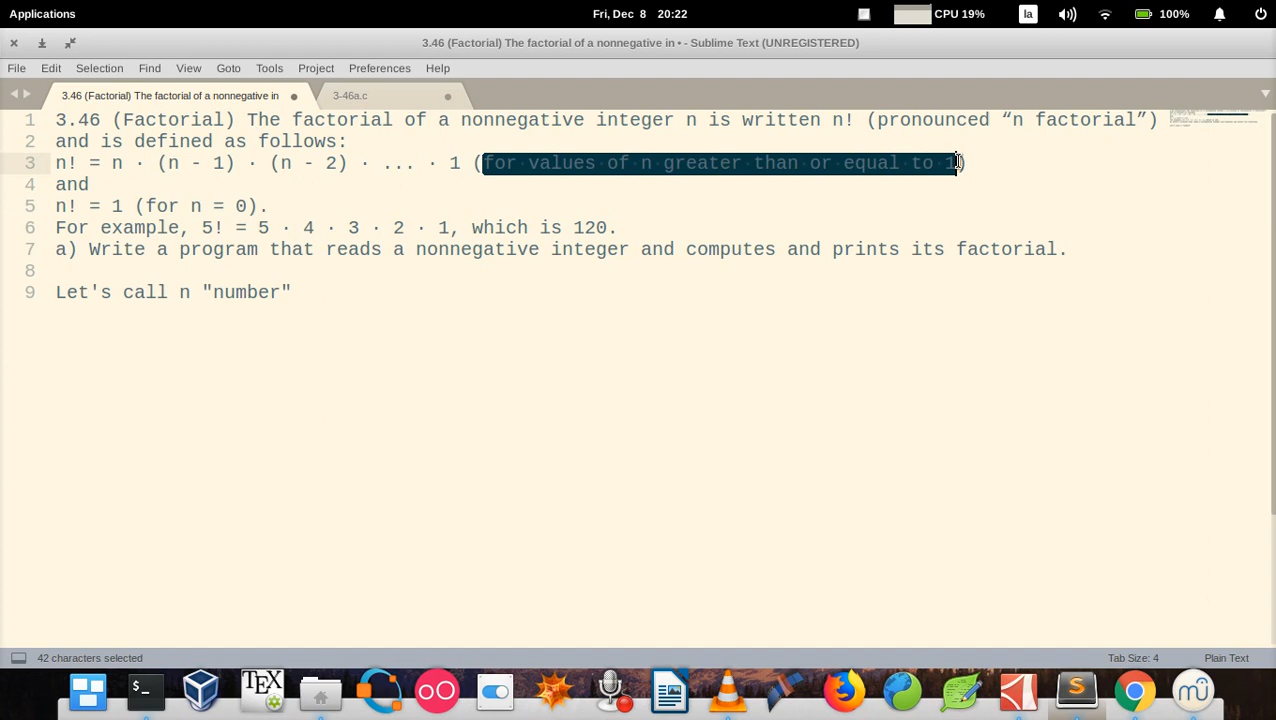 Applications Fri, Dec 8 20:22 CPU 19% la 100%
3.46 (Factorial) The factorial of a nonnegative in • - Sublime Text (UNREGISTERED)
File Edit Selection Find View Goto Tools Project Preferences Help
3.46 (Factorial) The factorial of a nonnegative in 3-46a.c
1 3.46 (Factorial) The factorial of a nonnegative integer n is written n! (pronounced “n factorial”)
2 and is defined as follows:
3 n! = n · (n - 1) · (n - 2) · ... · 1 (for values of n greater than or equal to 1)
4 and
5 n! = 1 (for n = 0).
6 For example, 5! = 5 · 4 · 3 · 2 · 1, which is 120.
7 a) Write a program that reads a nonnegative integer and computes and prints its factorial.
8
9 Let's call n "number"
42 characters selected Tab Size: 4 Plain Text
>_ TEX S mu